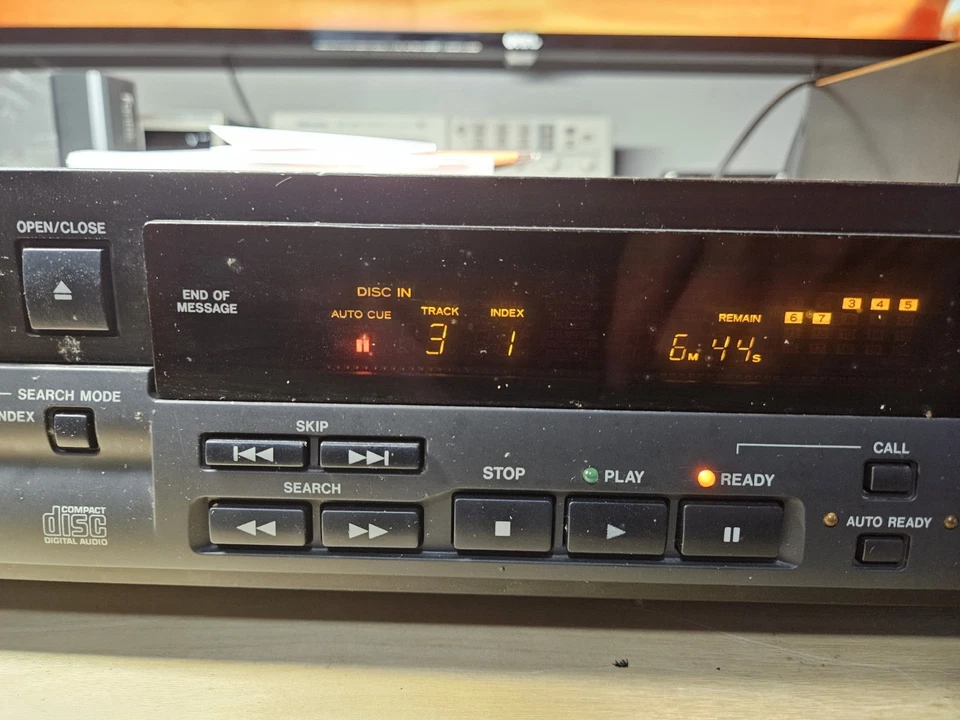 OPEN/CLOSE
END OF
MESSAGE
DISC IN
AUTO CUE
TRACK
INDEX
3
1
REMAIN
6M 44S
3 4 5
6 7
SEARCH MODE
NDEX
SKIP
SEARCH
STOP
PLAY
READY
CALL
AUTO READY
COMPACT
disc
DIGITAL AUDIO